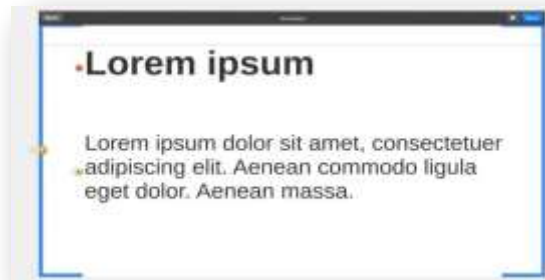 Lorem ipsum
Lorem ipsum dolor sit amet, consectetuer
adipiscing elit. Aenean commodo ligula
eget dolor. Aenean massa.